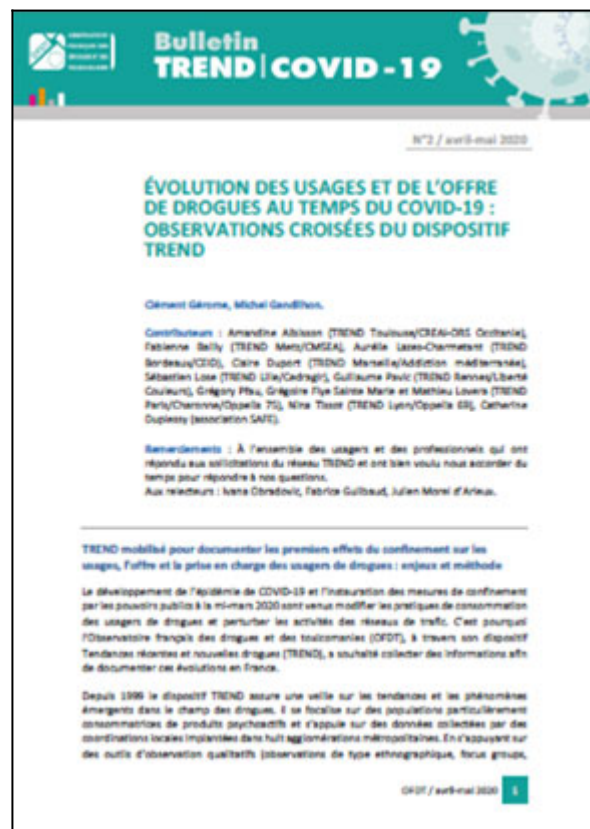 Bulletin
TREND | COVID-19
N°2 / avril-mai 2020
ÉVOLUTION DES USAGES ET DE L'OFFRE
DE DROGUES AU TEMPS DU COVID-19 :
OBSERVATIONS CROISÉES DU DISPOSITIF
TREND
Clément Gérome, Michel Gandilhon.
Contributeurs : Amandine Albisson (TREND Toulouse/CREAI-ORS Occitanie),
Fabienne Bailly (TREND Metz/CMSEA), Aurélie Lazes-Charmetant (TREND
Bordeaux/CEID), Claire Duport (TREND Marseille/Addiction méditerranée),
Sébastien Lose (TREND Lille/Cedragir), Guillaume Pavic (TREND Rennes/Liberté
Couleurs), Grégory Pfau, Grégoire Flye Sainte Marie et Mathieu Lovera (TREND
Paris/Charonne/Oppelia 75), Nina Tissot (TREND Lyon/Oppelia 69), Catherine
Duplessy (association SAFE).
Remerciements : À l'ensemble des usagers et des professionnels qui ont
répondu aux sollicitations du réseau TREND et ont bien voulu nous accorder du
temps pour répondre à nos questions.
Aux relecteurs : Ivana Obradovic, Fabrice Guilbaud, Julien Morel d'Arleux.
TREND mobilisé pour documenter les premiers effets du confinement sur les
usages, l'offre et la prise en charge des usagers de drogues : enjeux et méthode
Le développement de l'épidémie de COVID-19 et l'instauration des mesures de confinement
par les pouvoirs publics à la mi-mars 2020 sont venus modifier les pratiques de consommation
des usagers de drogues et perturber les activités des réseaux de trafic. C'est pourquoi
l'Observatoire français des drogues et des toxicomanies (OFDT), à travers son dispositif
Tendances récentes et nouvelles drogues (TREND), a souhaité collecter des informations afin
de documenter ces évolutions en France.
Depuis 1999 le dispositif TREND assure une veille sur les tendances et les phénomènes
émergents dans le champ des drogues. Il se focalise sur des populations particulièrement
consommatrices de produits psychoactifs et s'appuie sur des données collectées par des
coordinations locales implantées dans huit agglomérations métropolitaines. En s'appuyant sur
des outils d'observation qualitatifs (observations de type ethnographique, focus groups,
OFDT / avril-mai 2020 1